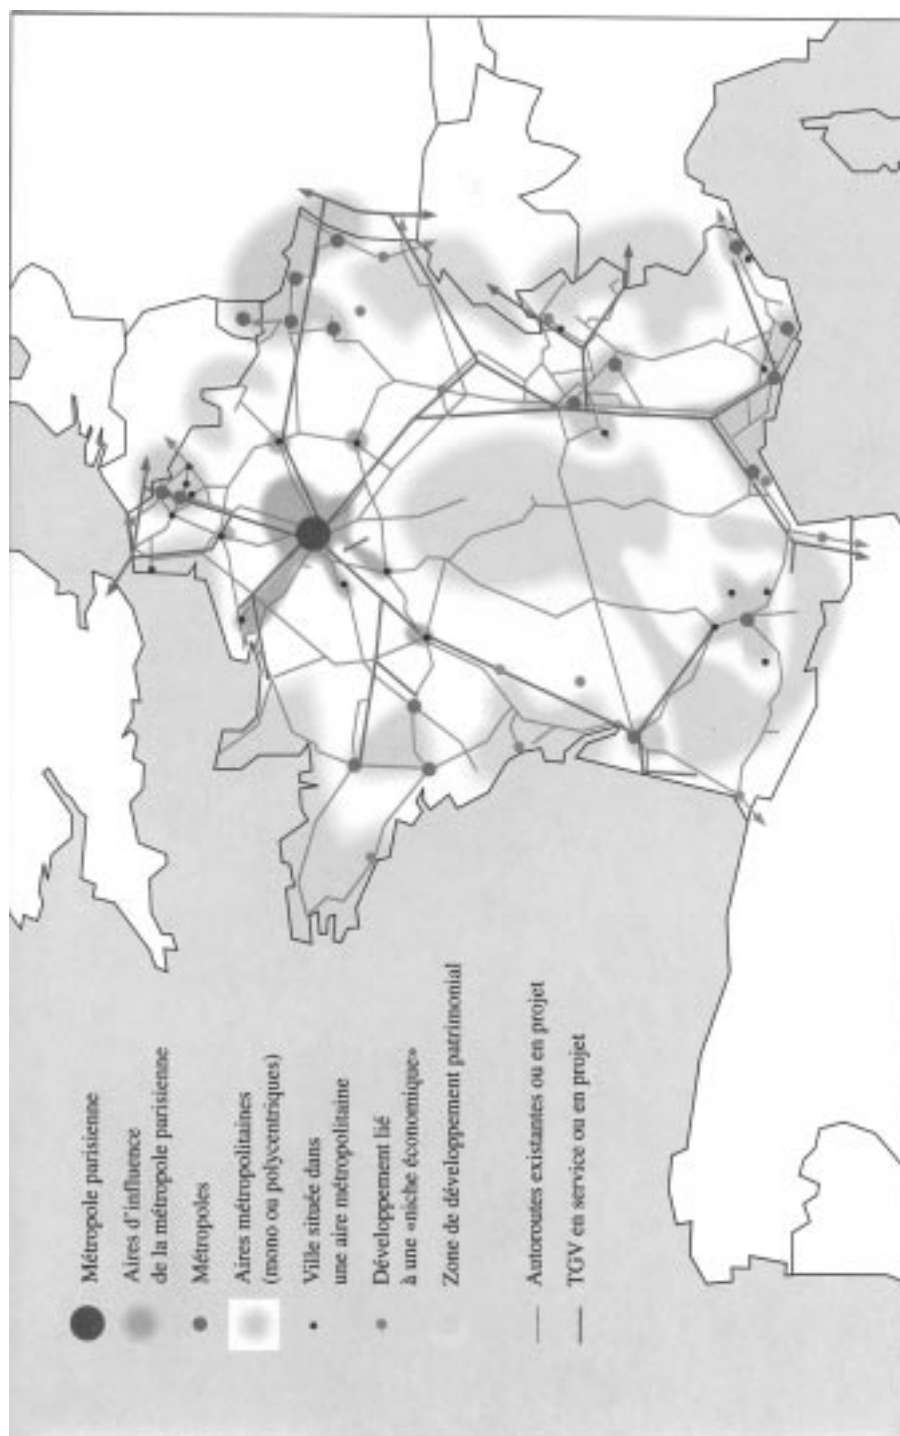 Métropole parisienne
Aires d'influence
de la métropole parisienne
Métropoles
Aires métropolitaines
(mono ou polycentriques)
Ville située dans
une aire métropolitaine
Développement lié
à une «niche économique»
Zone de développement patrimonial
Autoroutes existantes ou en projet
TGV en service ou en projet